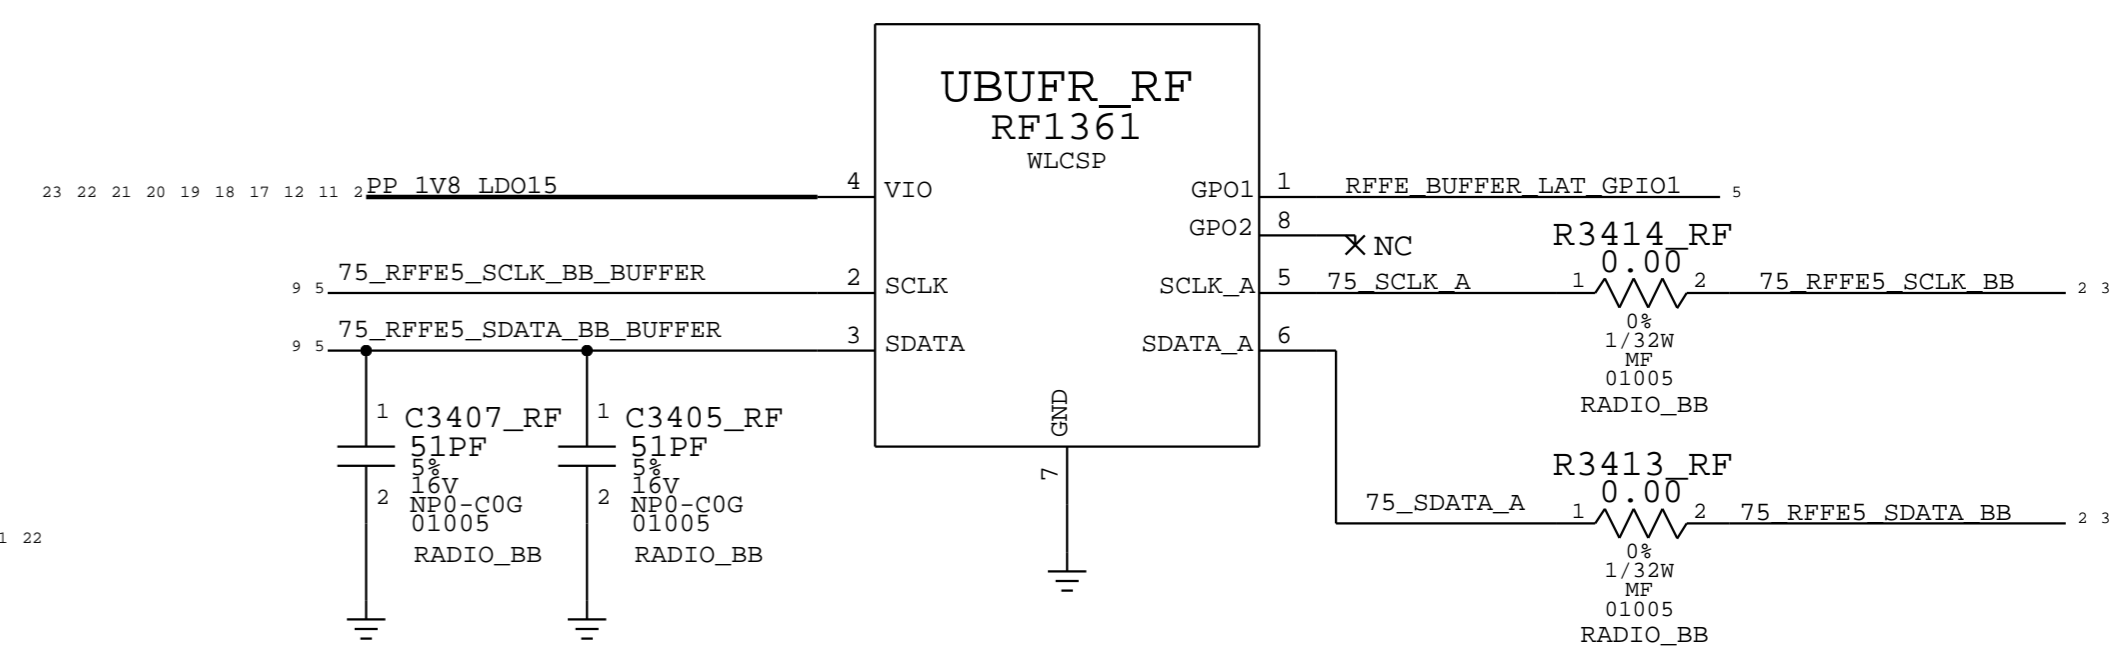 UBUFR_RF
RF1361
WLCSP
23 22 21 20 19 18 17 12 11 2 PP_1V8_LDO15
4 VIO
GPO1 1 RFFE_BUFFER_LAT_GPIO1 5
GPO2 8
NC
9 5 75_RFFE5_SCLK_BB_BUFFER
2 SCLK
SCLK_A 5 75_SCLK_A
R3414_RF
0.00
1 2 75_RFFE5_SCLK_BB 2 3
0%
1/32W
MF
01005
RADIO_BB
9 5 75_RFFE5_SDATA_BB_BUFFER
3 SDATA
SDATA_A 6
GND
7
1 C3407_RF
51PF
5%
16V
2 NP0-C0G
01005
RADIO_BB
1 C3405_RF
51PF
5%
16V
2 NP0-C0G
01005
RADIO_BB
R3413_RF
0.00
75_SDATA_A 1 2 75_RFFE5_SDATA_BB 2 3
0%
1/32W
MF
01005
RADIO_BB
1 22